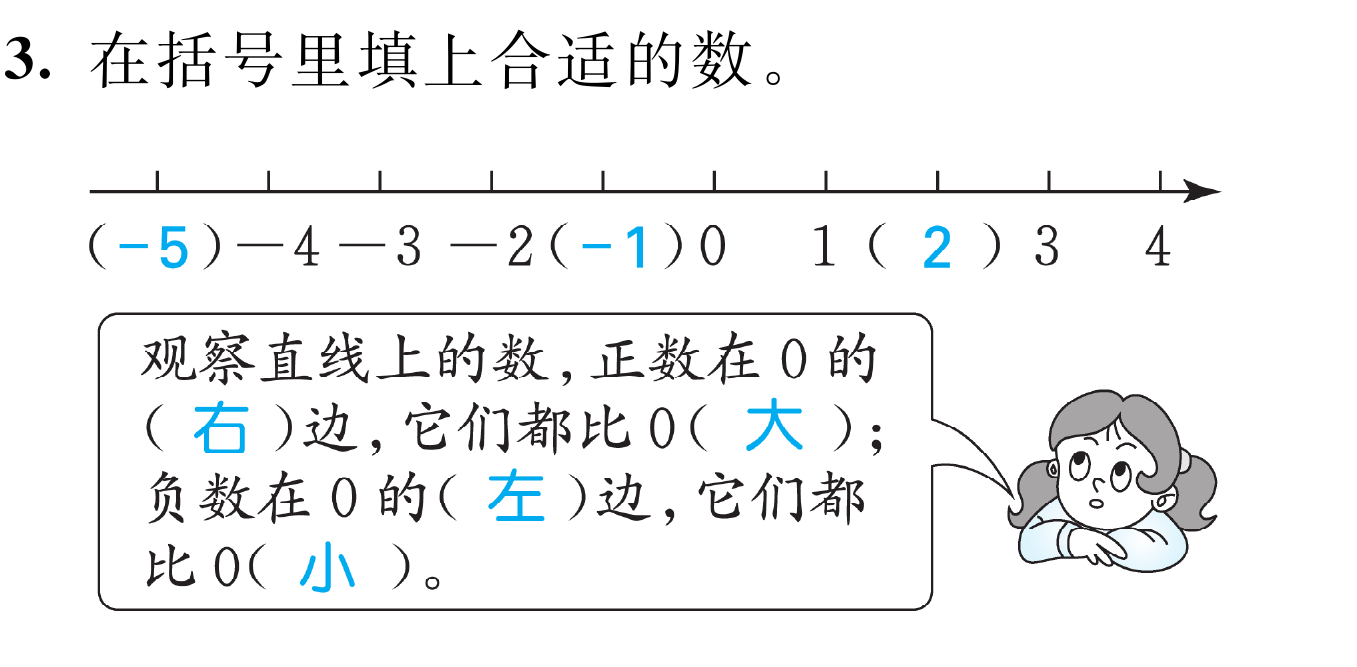 3. 在括号里填上合适的数。
(－5)－4 －3 －2(－1)0 1( 2 )3 4
观察直线上的数,正数在 0 的
( 右 )边,它们都比 0( 大 );
负数在 0 的( 左 )边,它们都
比 0( 小 )。